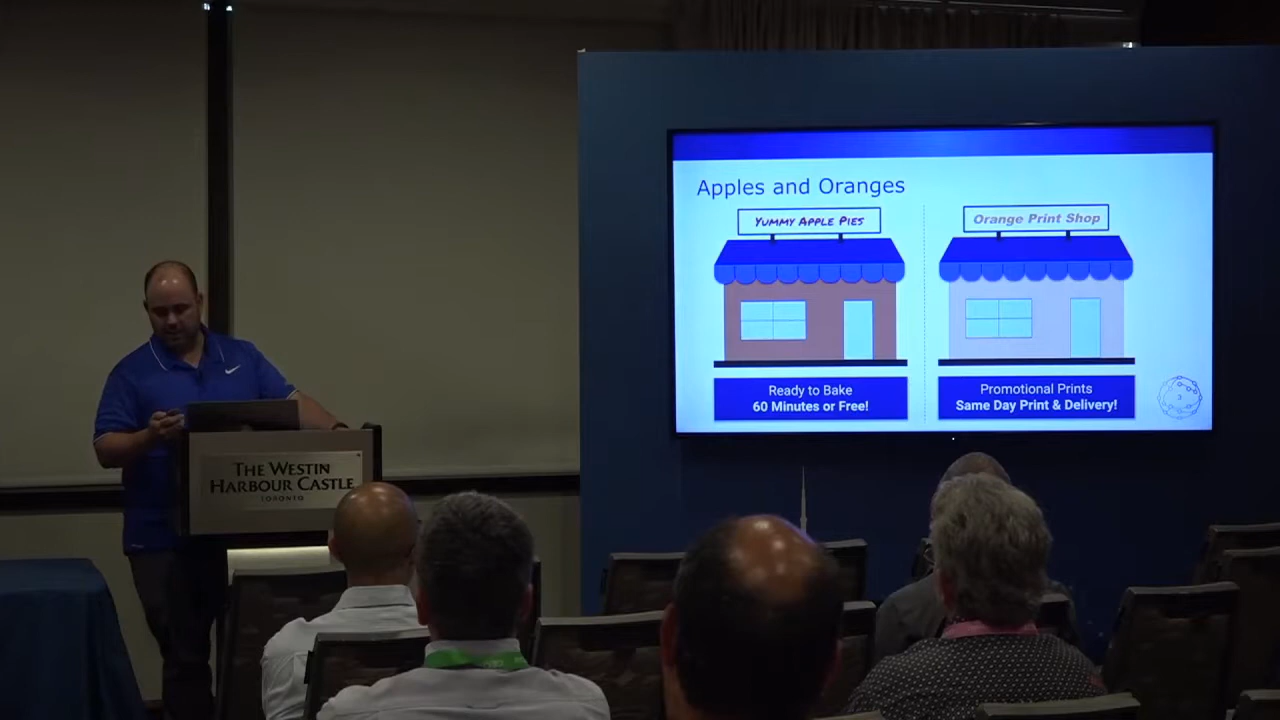 Apples and Oranges
Yummy Apple Pies
Orange Print Shop
Ready to Bake
60 Minutes or Free!
Promotional Prints
Same Day Print & Delivery!
3
The Westin
Harbour Castle
TORONTO